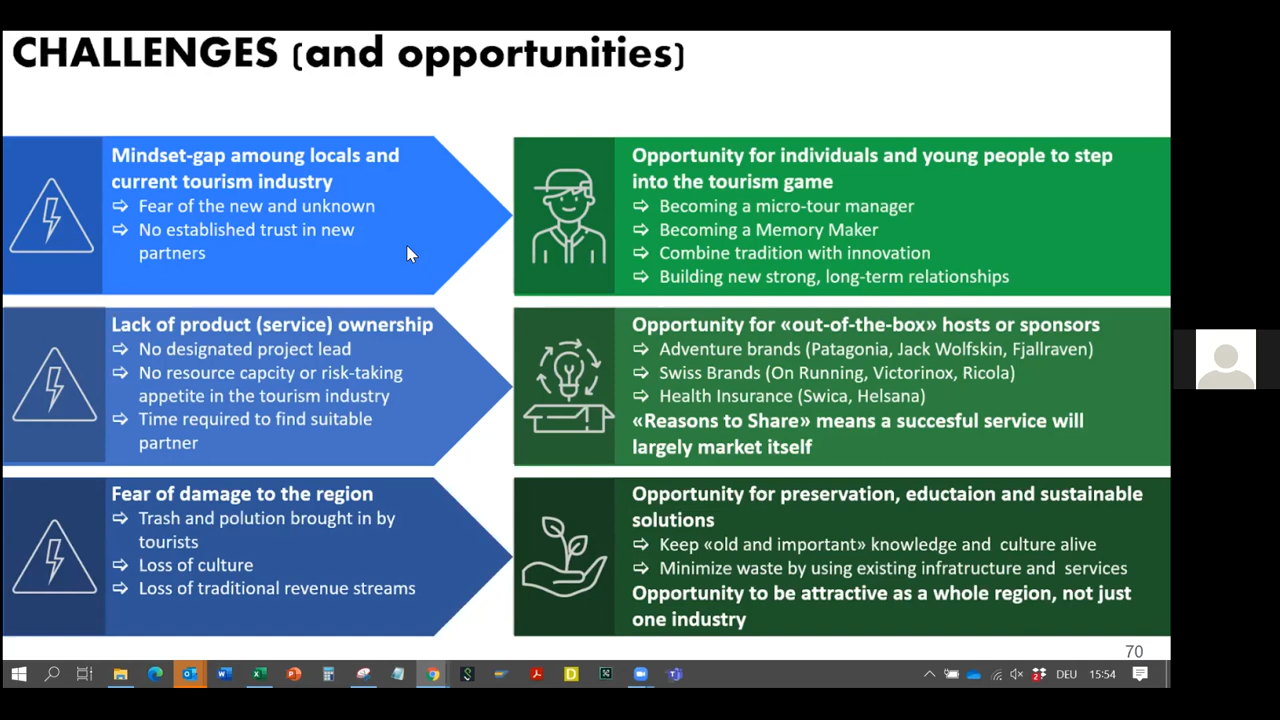 CHALLENGES (and opportunities)
Mindset-gap amoung locals and
current tourism industry
⇨ Fear of the new and unknown
⇨ No established trust in new
partners
Opportunity for individuals and young people to step
into the tourism game
⇨ Becoming a micro-tour manager
⇨ Becoming a Memory Maker
⇨ Combine tradition with innovation
⇨ Building new strong, long-term relationships
Lack of product (service) ownership
⇨ No designated project lead
⇨ No resource capcity or risk-taking
appetite in the tourism industry
⇨ Time required to find suitable
partner
Opportunity for «out-of-the-box» hosts or sponsors
⇨ Adventure brands (Patagonia, Jack Wolfskin, Fjallraven)
⇨ Swiss Brands (On Running, Victorinox, Ricola)
⇨ Health Insurance (Swica, Helsana)
«Reasons to Share» means a succesful service will
largely market itself
Fear of damage to the region
⇨ Trash and polution brought in by
tourists
⇨ Loss of culture
⇨ Loss of traditional revenue streams
Opportunity for preservation, eductaion and sustainable
solutions
⇨ Keep «old and important» knowledge and culture alive
⇨ Minimize waste by using existing infratructure and services
Opportunity to be attractive as a whole region, not just
one industry
70
DEU 15:54